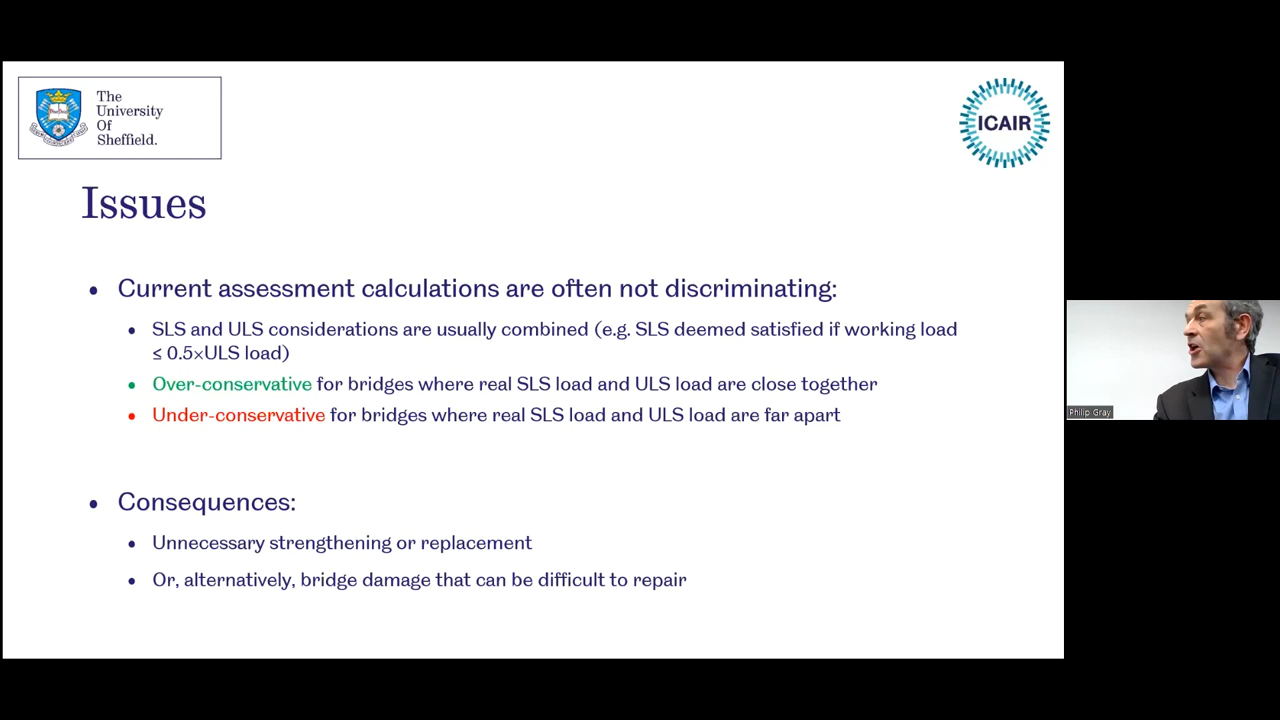 The
University
Of
Sheffield.
ICAIR
Issues
• Current assessment calculations are often not discriminating:
• SLS and ULS considerations are usually combined (e.g. SLS deemed satisfied if working load
≤ 0.5×ULS load)
• Over-conservative for bridges where real SLS load and ULS load are close together
• Under-conservative for bridges where real SLS load and ULS load are far apart
• Consequences:
• Unnecessary strengthening or replacement
• Or, alternatively, bridge damage that can be difficult to repair
Philip Gray